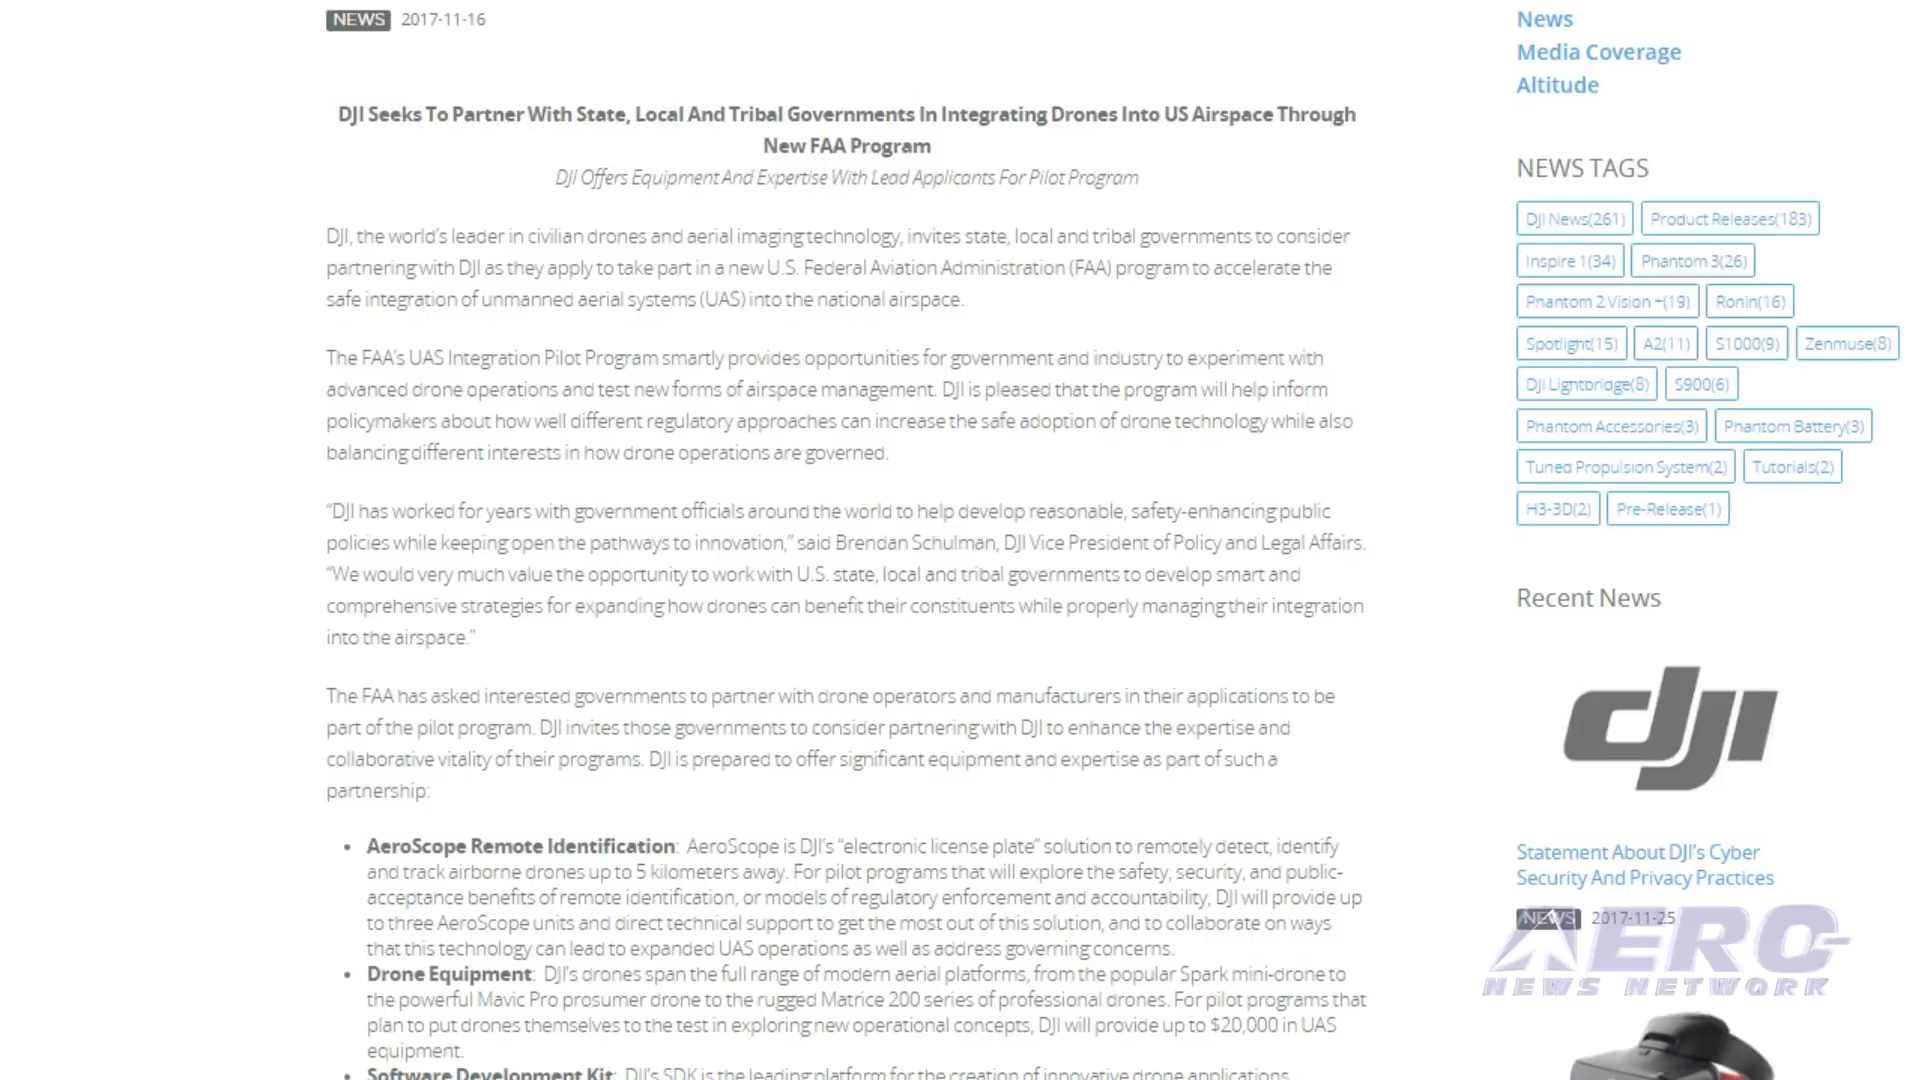 NEWS 2017-11-16
DJI Seeks To Partner With State, Local And Tribal Governments In Integrating Drones Into US Airspace Through
New FAA Program
DJI Offers Equipment And Expertise With Lead Applicants For Pilot Program
DJI, the world's leader in civilian drones and aerial imaging technology, invites state, local and tribal governments to consider
partnering with DJI as they apply to take part in a new U.S. Federal Aviation Administration (FAA) program to accelerate the
safe integration of unmanned aerial systems (UAS) into the national airspace.
The FAA's UAS Integration Pilot Program smartly provides opportunities for government and industry to experiment with
advanced drone operations and test new forms of airspace management. DJI is pleased that the program will help inform
policymakers about how well different regulatory approaches can increase the safe adoption of drone technology while also
balancing different interests in how drone operations are governed.
“DJI has worked for years with government officials around the world to help develop reasonable, safety-enhancing public
policies while keeping open the pathways to innovation,” said Brendan Schulman, DJI Vice President of Policy and Legal Affairs.
“We would very much value the opportunity to work with U.S. state, local and tribal governments to develop smart and
comprehensive strategies for expanding how drones can benefit their constituents while properly managing their integration
into the airspace.”
The FAA has asked interested governments to partner with drone operators and manufacturers in their applications to be
part of the pilot program. DJI invites those governments to consider partnering with DJI to enhance the expertise and
collaborative vitality of their programs. DJI is prepared to offer significant equipment and expertise as part of such a
partnership:
• AeroScope Remote Identification: AeroScope is DJI's “electronic license plate” solution to remotely detect, identify
and track airborne drones up to 5 kilometers away. For pilot programs that will explore the safety, security, and public-
acceptance benefits of remote identification, or models of regulatory enforcement and accountability, DJI will provide up
to three AeroScope units and direct technical support to get the most out of this solution, and to collaborate on ways
that this technology can lead to expanded UAS operations as well as address governing concerns.
• Drone Equipment: DJI's drones span the full range of modern aerial platforms, from the popular Spark mini-drone to
the powerful Mavic Pro prosumer drone to the rugged Matrice 200 series of professional drones. For pilot programs that
plan to put drones themselves to the test in exploring new operational concepts, DJI will provide up to $20,000 in UAS
equipment.
• Software Development Kit: DJI's SDK is the leading platform for the creation of innovative drone applications.
News
Media Coverage
Altitude
NEWS TAGS
DJI News(261) Product Releases(183)
Inspire 1(34) Phantom 3(26)
Phantom 2 Vision +(19) Ronin(16)
Spotlight(15) A2(11) S1000(9) Zenmuse(8)
DJI Lightbridge(8) S900(6)
Phantom Accessories(3) Phantom Battery(3)
Tuned Propulsion System(2) Tutorials(2)
H3-3D(2) Pre-Release(1)
Recent News
dji
Statement About DJI's Cyber
Security And Privacy Practices
NEWS 2017-11-25
AERO-
NEWS NETWORK